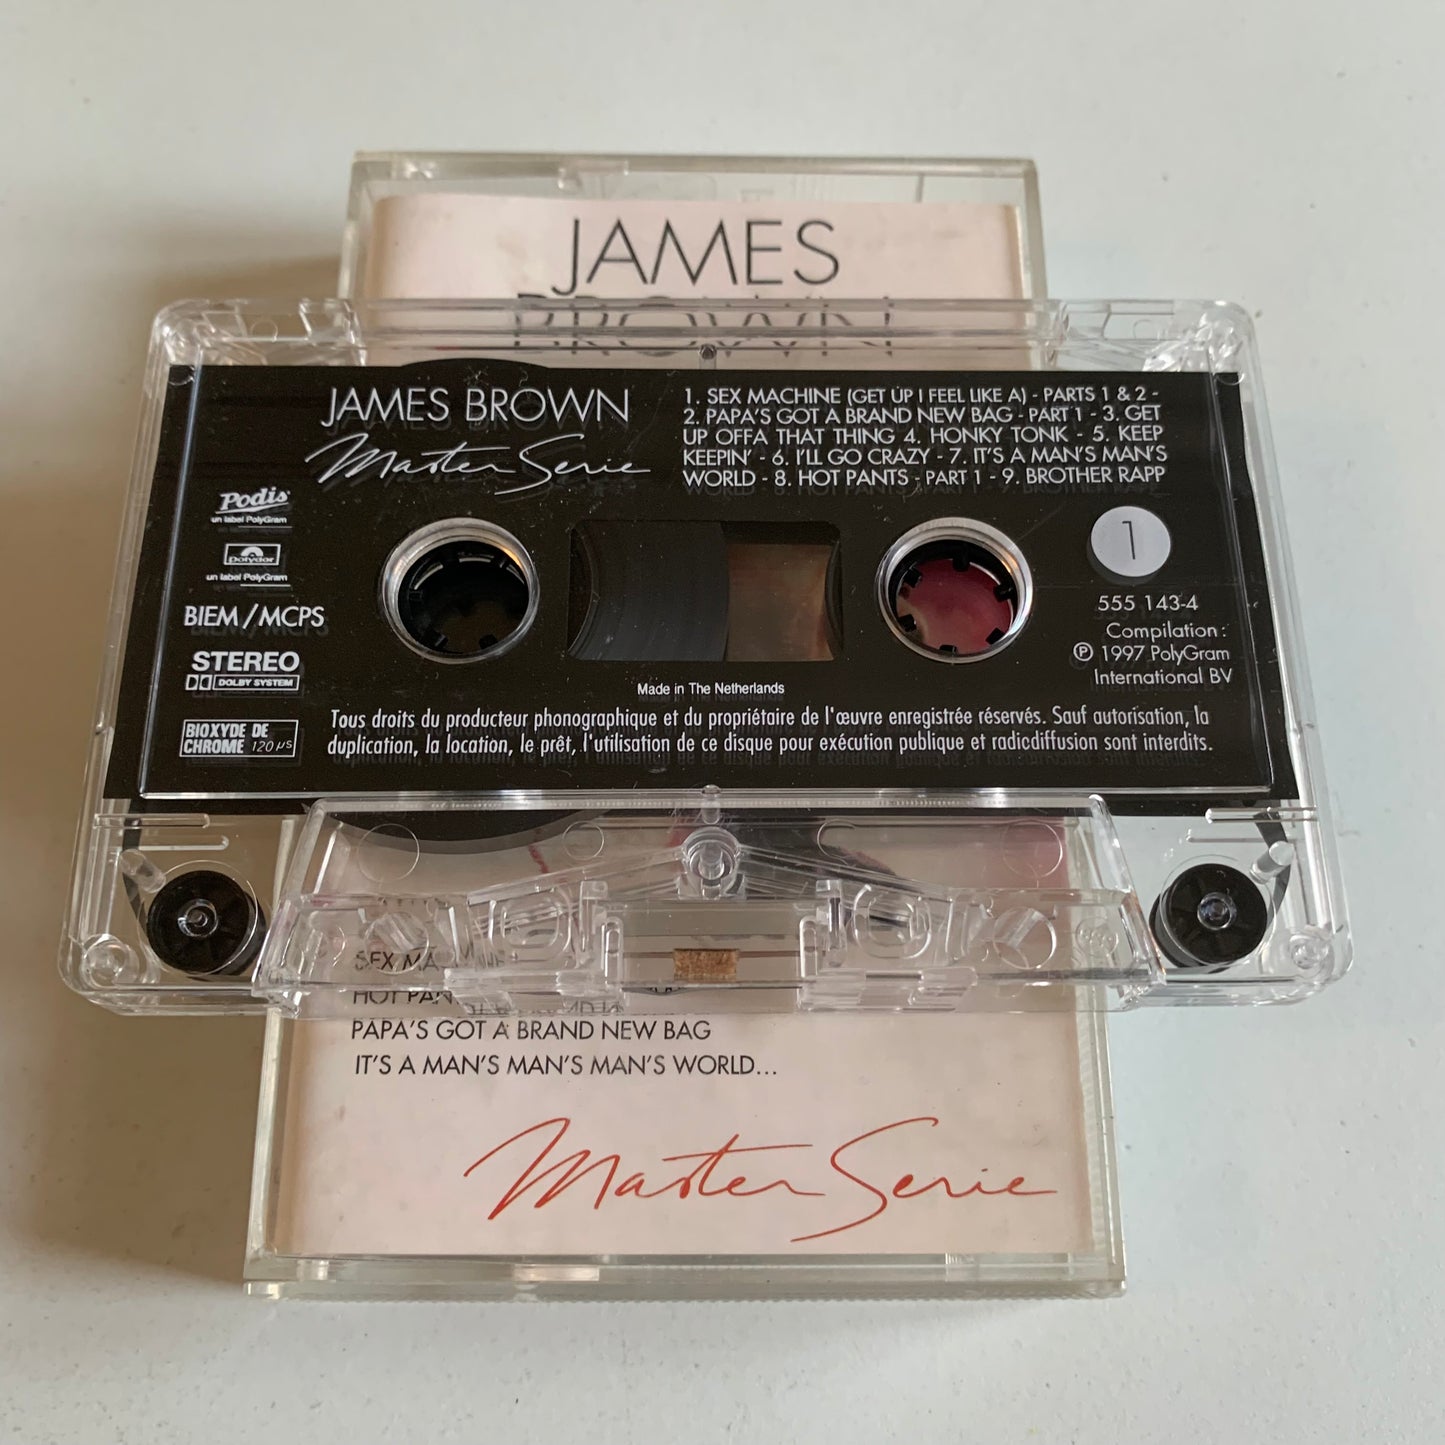 JAMES
BROWN
JAMES BROWN
Master Serie
1. SEX MACHINE (GET UP I FEEL LIKE A) - PARTS 1 & 2 -
2. PAPA'S GOT A BRAND NEW BAG - PART 1 - 3. GET
UP OFFA THAT THING 4. HONKY TONK - 5. KEEP
KEEPIN' - 6. I'LL GO CRAZY - 7. IT'S A MAN'S MAN'S
WORLD - 8. HOT PANTS - PART 1 - 9. BROTHER RAPP
Podis
un label PolyGram
Polydor
un label PolyGram
BIEM/MCPS
STEREO
DOLBY SYSTEM
BIOXYDE DE
CHROME 120 µs
1
555 143-4
Compilation :
℗ 1997 PolyGram
International BV
Made in The Netherlands
Tous droits du producteur phonographique et du propriétaire de l'œuvre enregistrée réservés. Sauf autorisation, la
duplication, la location, le prêt, l'utilisation de ce disque pour exécution publique et radiodiffusion sont interdits.
SEX
HOT
PAPA'S GOT A BRAND NEW BAG
IT'S A MAN'S MAN'S MAN'S WORLD...
Master Serie